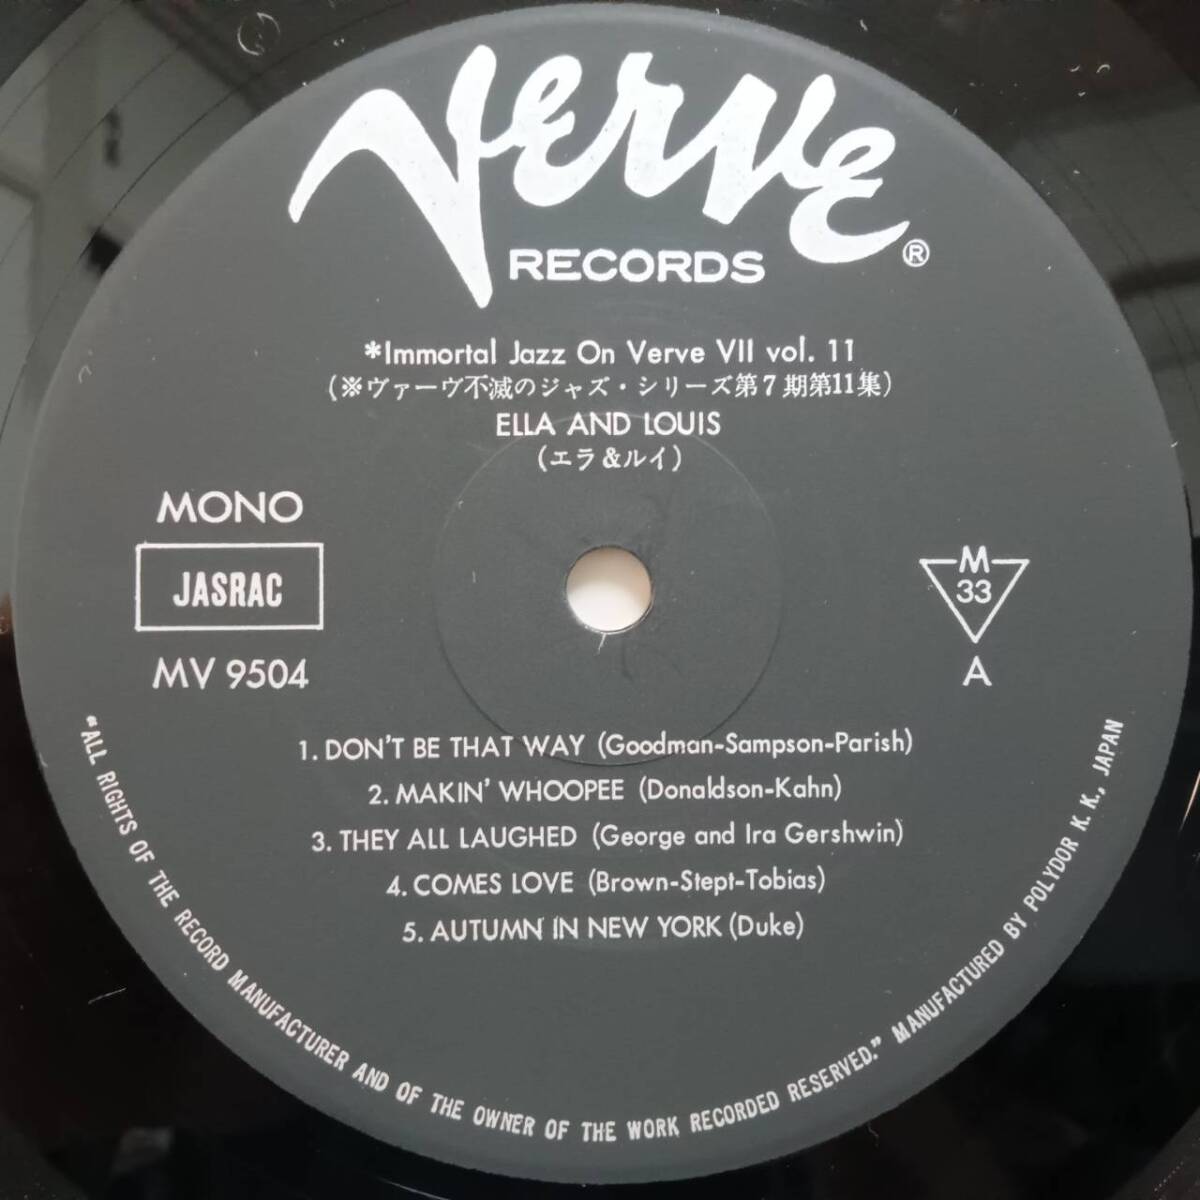 Verve®
RECORDS
*Immortal Jazz On Verve VII vol. 11
(※ヴァーヴ不滅のジャズ・シリーズ第7期第11集)
ELLA AND LOUIS
(エラ&ルイ)
MONO
JASRAC
MV 9504
M
33
A
1. DON'T BE THAT WAY (Goodman-Sampson-Parish)
2. MAKIN' WHOOPEE (Donaldson-Kahn)
3. THEY ALL LAUGHED (George and Ira Gershwin)
4. COMES LOVE (Brown-Stept-Tobias)
5. AUTUMN IN NEW YORK (Duke)
"ALL RIGHTS OF THE RECORD MANUFACTURER AND OF THE OWNER OF THE WORK RECORDED RESERVED." MANUFACTURED BY POLYDOR K. K., JAPAN